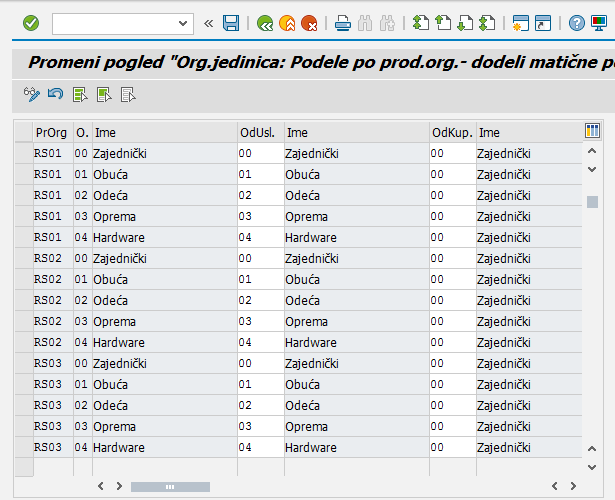 Promeni pogled "Org.jedinica: Podele po prod.org.- dodeli matične p
PrOrg O. Ime OdUsl. Ime OdKup. Ime
RS01 00 Zajednički 00 Zajednički 00 Zajednički
RS01 01 Obuća 01 Obuća 00 Zajednički
RS01 02 Odeća 02 Odeća 00 Zajednički
RS01 03 Oprema 03 Oprema 00 Zajednički
RS01 04 Hardware 04 Hardware 00 Zajednički
RS02 00 Zajednički 00 Zajednički 00 Zajednički
RS02 01 Obuća 01 Obuća 00 Zajednički
RS02 02 Odeća 02 Odeća 00 Zajednički
RS02 03 Oprema 03 Oprema 00 Zajednički
RS02 04 Hardware 04 Hardware 00 Zajednički
RS03 00 Zajednički 00 Zajednički 00 Zajednički
RS03 01 Obuća 01 Obuća 00 Zajednički
RS03 02 Odeća 02 Odeća 00 Zajednički
RS03 03 Oprema 03 Oprema 00 Zajednički
RS03 04 Hardware 04 Hardware 00 Zajednički